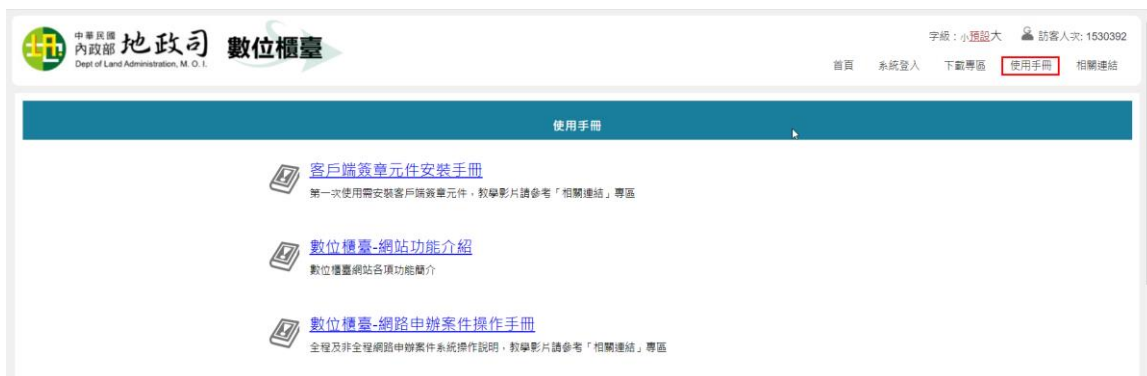 中華民國
內政部 地政司 數位櫃臺
Dept of Land Administration, M. O. I.
字級：小預設大 訪客人次: 1530392
首頁 系統登入 下載專區 使用手冊 相關連結
使用手冊
客戶端簽章元件安裝手冊
第一次使用需安裝客戶端簽章元件，教學影片請參考「相關連結」專區
數位櫃臺-網站功能介紹
數位櫃臺網站各項功能簡介
數位櫃臺-網路申辦案件操作手冊
全程及非全程網路申辦案件系統操作說明，教學影片請參考「相關連結」專區